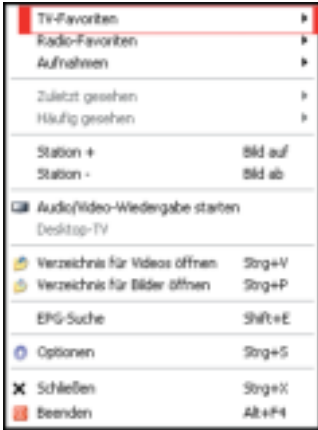 TV-Favoriten
Radio-Favoriten
Aufnahmen
Zuletzt gesehen
Häufig gesehen
Station + Bild auf
Station - Bild ab
Audio/Video-Wiedergabe starten
Desktop-TV
Verzeichnis für Videos öffnen Strg+V
Verzeichnis für Bilder öffnen Strg+P
EPG-Suche Shift+E
Optionen Strg+S
Schließen Strg+X
Beenden Alt+F4